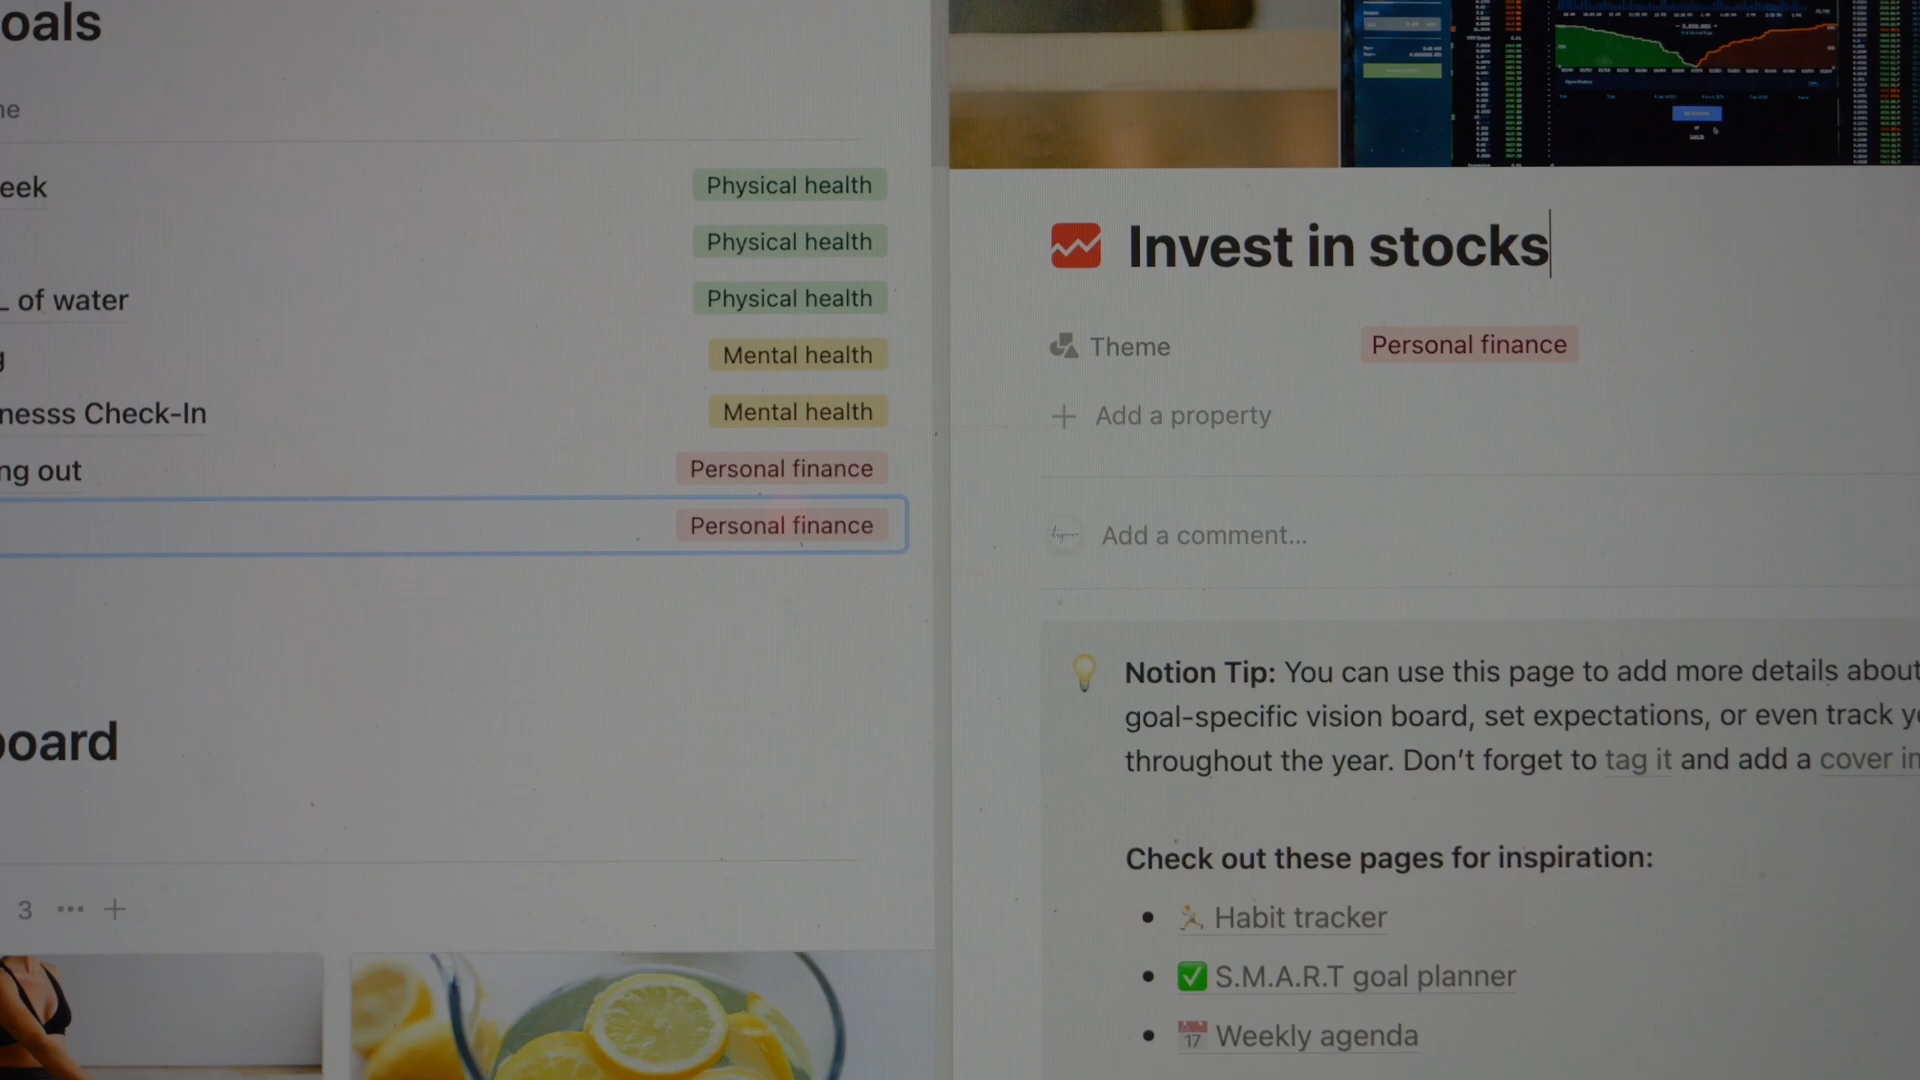 oals
ne
eek
Physical health
Physical health
L of water
Physical health
g
Mental health
nesss Check-In
Mental health
ng out
Personal finance
Personal finance
board
3
Invest in stocks
Theme
Personal finance
Add a property
Add a comment...
Notion Tip: You can use this page to add more details about
goal-specific vision board, set expectations, or even track y
throughout the year. Don’t forget to tag it and add a cover in
Check out these pages for inspiration:
Habit tracker
S.M.A.R.T goal planner
17 Weekly agenda